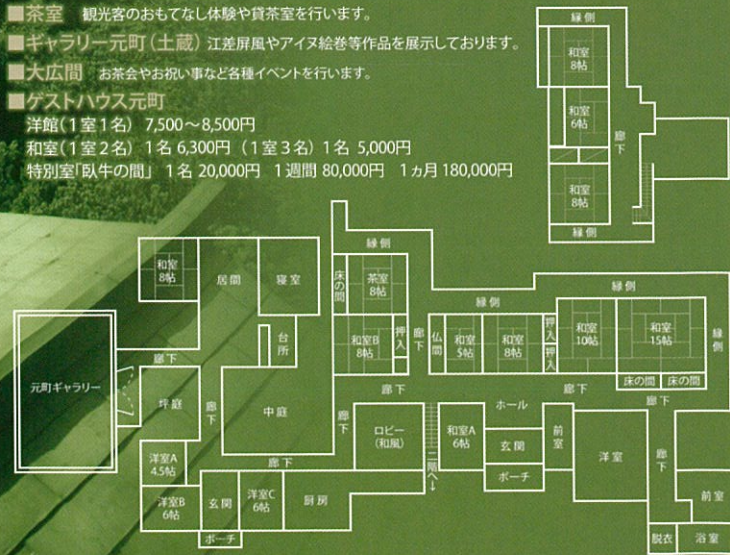 ■茶室 観光客のおもてなし体験や貸茶室を行います。
■ギャラリー元町(土蔵) 江差屏風やアイヌ絵巻等作品を展示しております。
■大広間 お茶会やお祝い事など各種イベントを行います。
■ゲストハウス元町
洋館(1室1名) 7,500〜8,500円
和室(1室2名) 1名 6,300円 (1室3名) 1名 5,000円
特別室「臥牛の間」 1名 20,000円 1週間 80,000円 1ヵ月 180,000円
縁側
和室
8帖
和室
6帖
廊下
和室
8帖
縁側
和室
8帖
居間
寝室
台所
廊下
元町ギャラリー
坪庭
廊下
中庭
洋室A
4.5帖
廊下
洋室B
6帖
玄関
洋室C
6帖
厨房
ポーチ
縁側
床の間
茶室
8帖
和室B
8帖
押入
廊下
縁側
仏間
和室
5帖
和室
8帖
押入
押入
縁側
和室
10帖
和室
15帖
縁側
床の間
床の間
廊下
廊下
廊下
廊下
ロビー
(和風)
二階へ→
和室A
6帖
ホール
玄関
ポーチ
前室
洋室
廊下
前室
脱衣
浴室